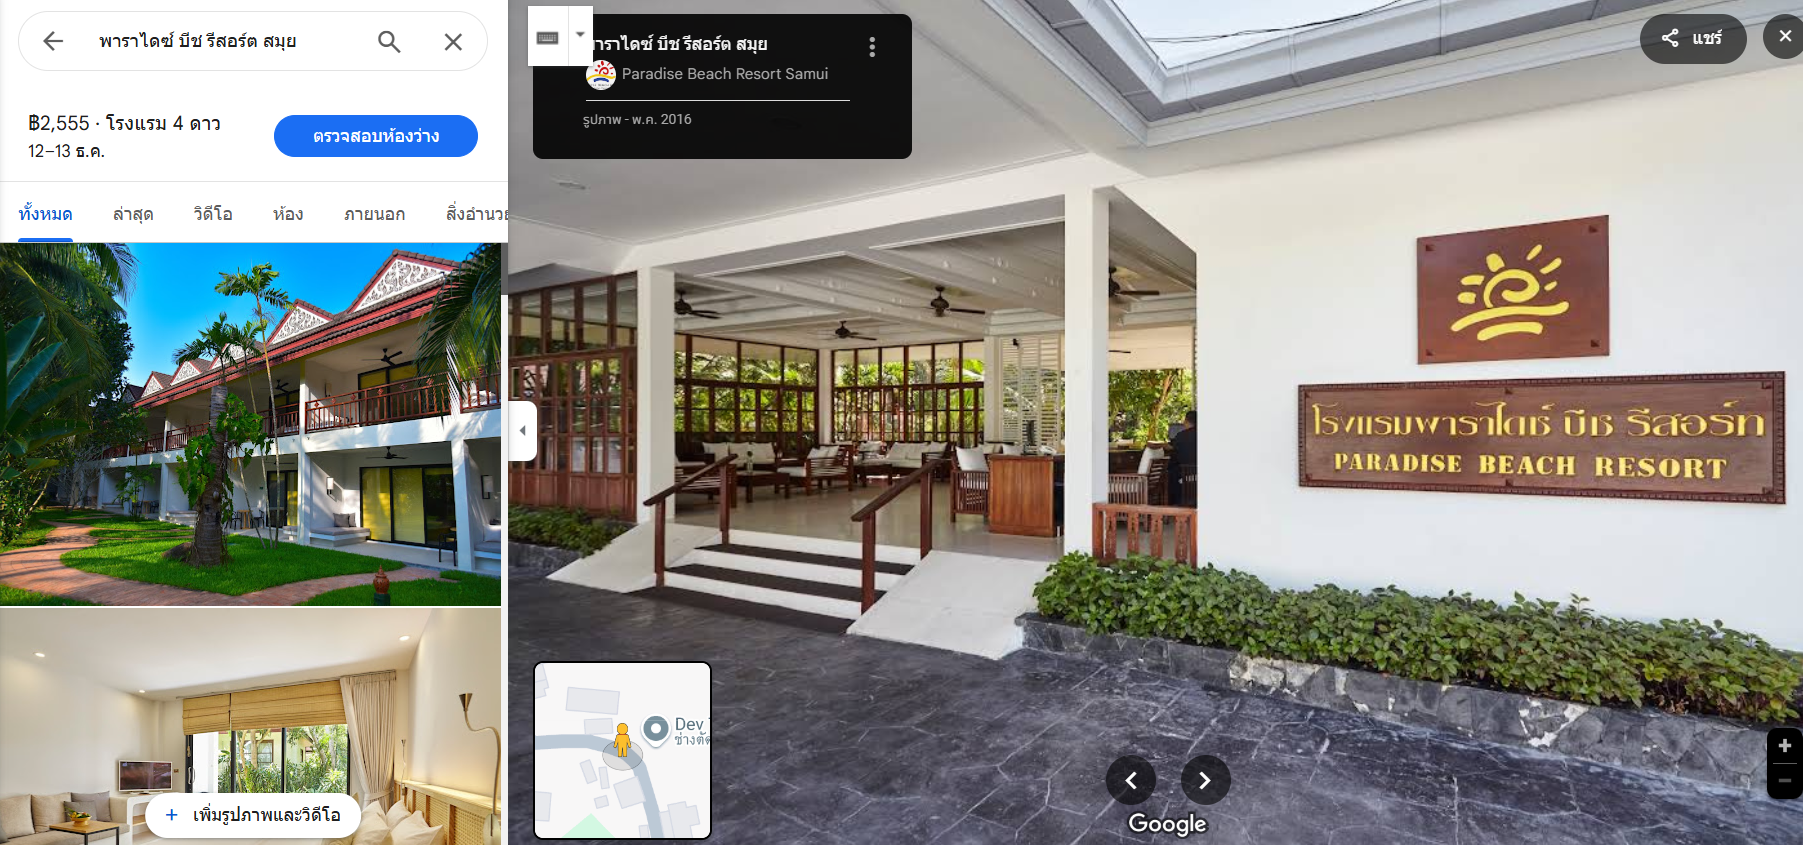 พาราไดซ์ บีช รีสอร์ต สมุย
฿2,555 · โรงแรม 4 ดาว
12–13 ธ.ค.
ตรวจสอบห้องว่าง
ทั้งหมด
ล่าสุด
วิดีโอ
ห้อง
ภายนอก
เพิ่มรูปภาพและวิดีโอ
บีช รีสอร์ต สมุย
Paradise Beach Resort Samui
รูปภาพ - พ.ค. 2016
แชร์
โรงแรมพาราไดซ์ บีช รีสอร์ท
PARADISE BEACH RESORT
Dev
Google